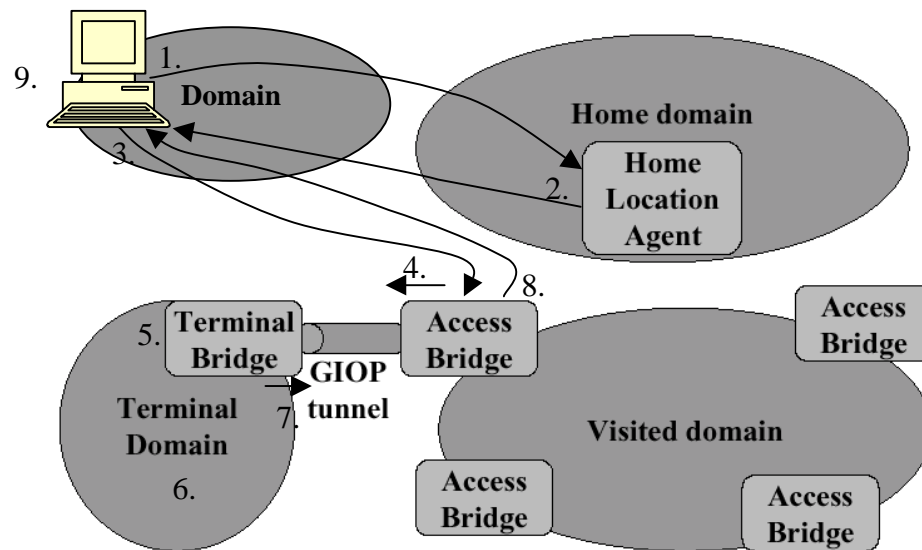 1.
9.
Domain
Home domain
3.
2.
Home
Location
Agent
4.
8.
5.
Terminal
Bridge
Access
Bridge
Access
Bridge
GIOP
tunnel
7.
Terminal
Domain
Visited domain
6.
Access
Bridge
Access
Bridge